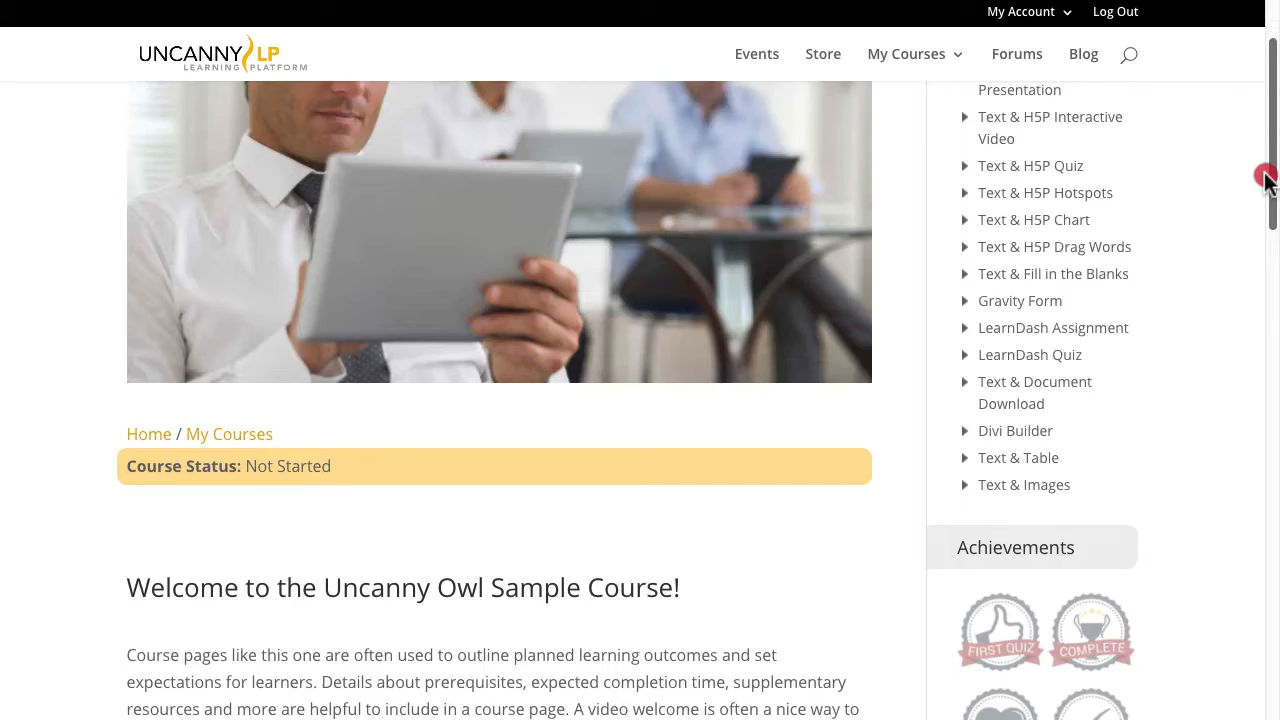 My Account
Log Out
UNCANNY LP
LEARNING PLATFORM
Events
Store
My Courses
Forums
Blog
Presentation
Text & H5P Interactive
Video
Text & H5P Quiz
Text & H5P Hotspots
Text & H5P Chart
Text & H5P Drag Words
Text & Fill in the Blanks
Gravity Form
LearnDash Assignment
LearnDash Quiz
Text & Document
Download
Divi Builder
Text & Table
Text & Images
Achievements
FIRST QUIZ
COMPLETE
Home / My Courses
Course Status: Not Started
Welcome to the Uncanny Owl Sample Course!
Course pages like this one are often used to outline planned learning outcomes and set
expectations for learners. Details about prerequisites, expected completion time, supplementary
resources and more are helpful to include in a course page. A video welcome is often a nice way to